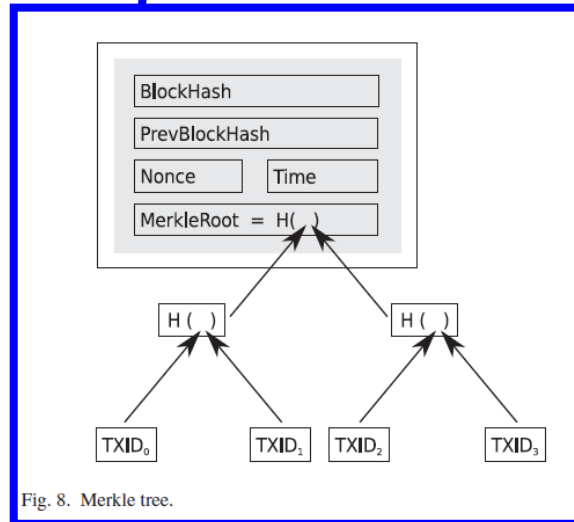 BlockHash
PrevBlockHash
Nonce Time
MerkleRoot = H( )
H ( ) H ( )
TXID₀ TXID₁ TXID₂ TXID₃
Fig. 8. Merkle tree.